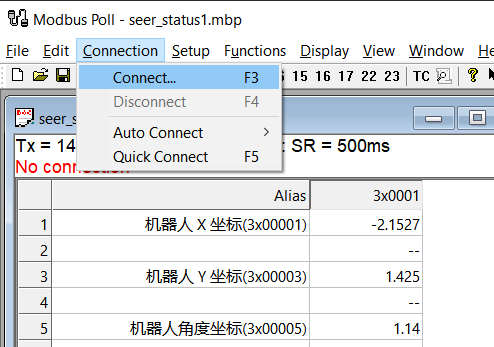 Modbus Poll - seer_status1.mbp
File Edit Connection Setup Functions Display View Window Help
Connect... F3
15 16 17 22 23 TC
Disconnect F4
Auto Connect
Quick Connect F5
Tx = 14 : SR = 500ms
No connection
Alias 3x0001
1 机器人 X 坐标(3x00001) -2.1527
2 --
3 机器人 Y 坐标(3x00003) 1.425
4 --
5 机器人角度坐标(3x00005) 1.14